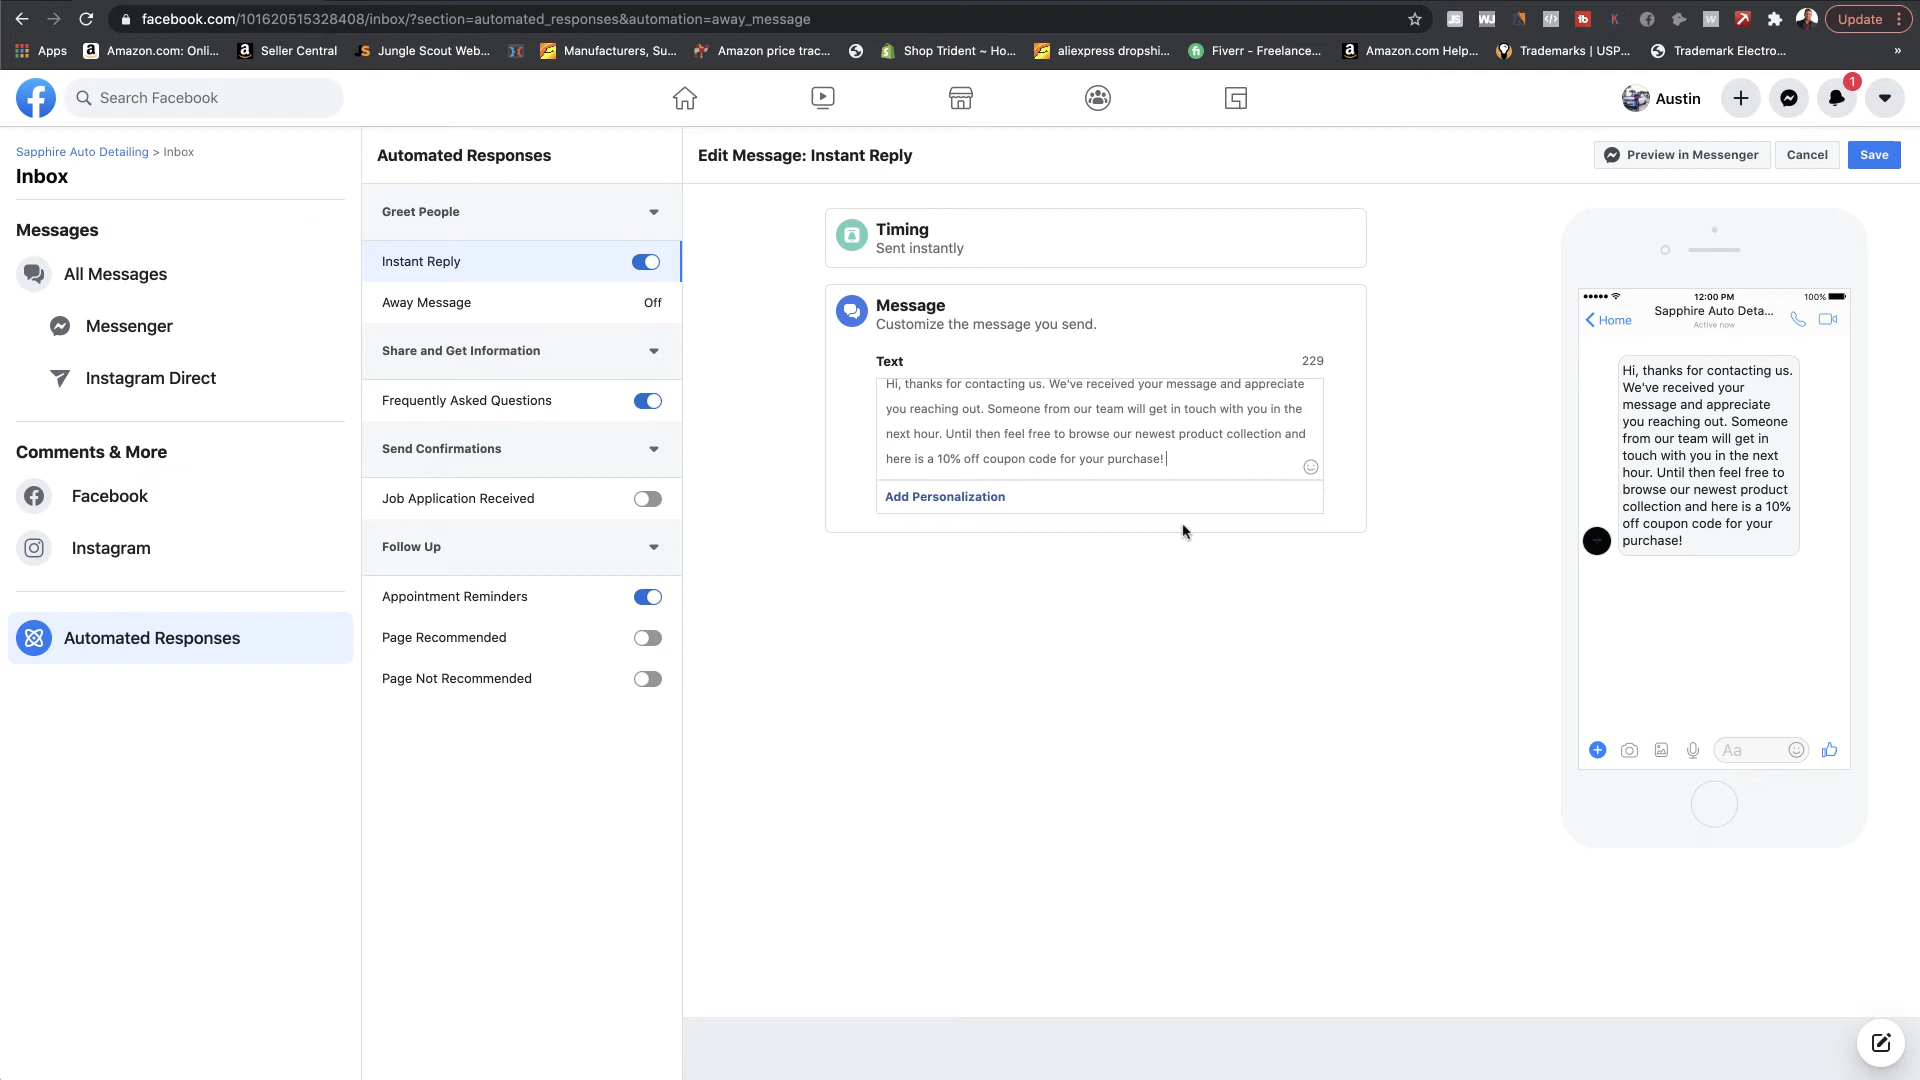 facebook.com/101620515328408/inbox/?section=automated_responses&automation=away_message
Update
Apps
Amazon.com: Onli...
Seller Central
Jungle Scout Web...
Manufacturers, Su...
Amazon price trac...
Shop Trident ~ Ho...
aliexpress dropshi...
Fiverr - Freelance...
Amazon.com Help...
Trademarks | USP...
Trademark Electro...
»
Search Facebook
Austin
1
Sapphire Auto Detailing > Inbox
Inbox
Messages
All Messages
Messenger
Instagram Direct
Comments & More
Facebook
Instagram
Automated Responses
Automated Responses
Greet People
Instant Reply
Away Message
Off
Share and Get Information
Frequently Asked Questions
Send Confirmations
Job Application Received
Follow Up
Appointment Reminders
Page Recommended
Page Not Recommended
Edit Message: Instant Reply
Preview in Messenger
Cancel
Save
Timing
Sent instantly
Message
Customize the message you send.
Text
229
Hi, thanks for contacting us. We've received your message and appreciate
you reaching out. Someone from our team will get in touch with you in the
next hour. Until then feel free to browse our newest product collection and
here is a 10% off coupon code for your purchase!
Add Personalization
12:00 PM
100%
Home
Sapphire Auto Deta...
Active now
Hi, thanks for contacting us.
We've received your
message and appreciate
you reaching out. Someone
from our team will get in
touch with you in the next
hour. Until then feel free to
browse our newest product
collection and here is a 10%
off coupon code for your
purchase!
Aa